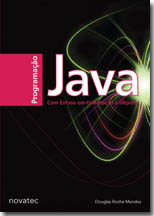 Programação
Java
Com Ênfase em Orientação a Objetos
novatec
Douglas Rocha Mendes